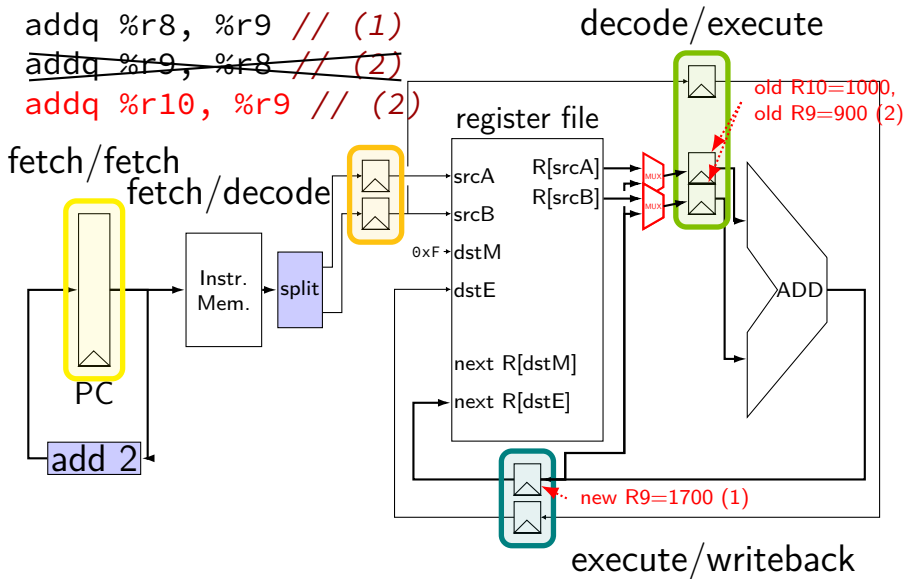 addq %r8, %r9 // (1)
addq %r9, %r8 // (2)
addq %r10, %r9 // (2)
decode/execute
old R10=1000,
old R9=900 (2)
register file
fetch/fetch
fetch/decode
srcA
srcB
0xF
dstM
dstE
R[srcA]
R[srcB]
MUX
MUX
Instr.
Mem.
split
ADD
next R[dstM]
next R[dstE]
PC
add 2
new R9=1700 (1)
execute/writeback